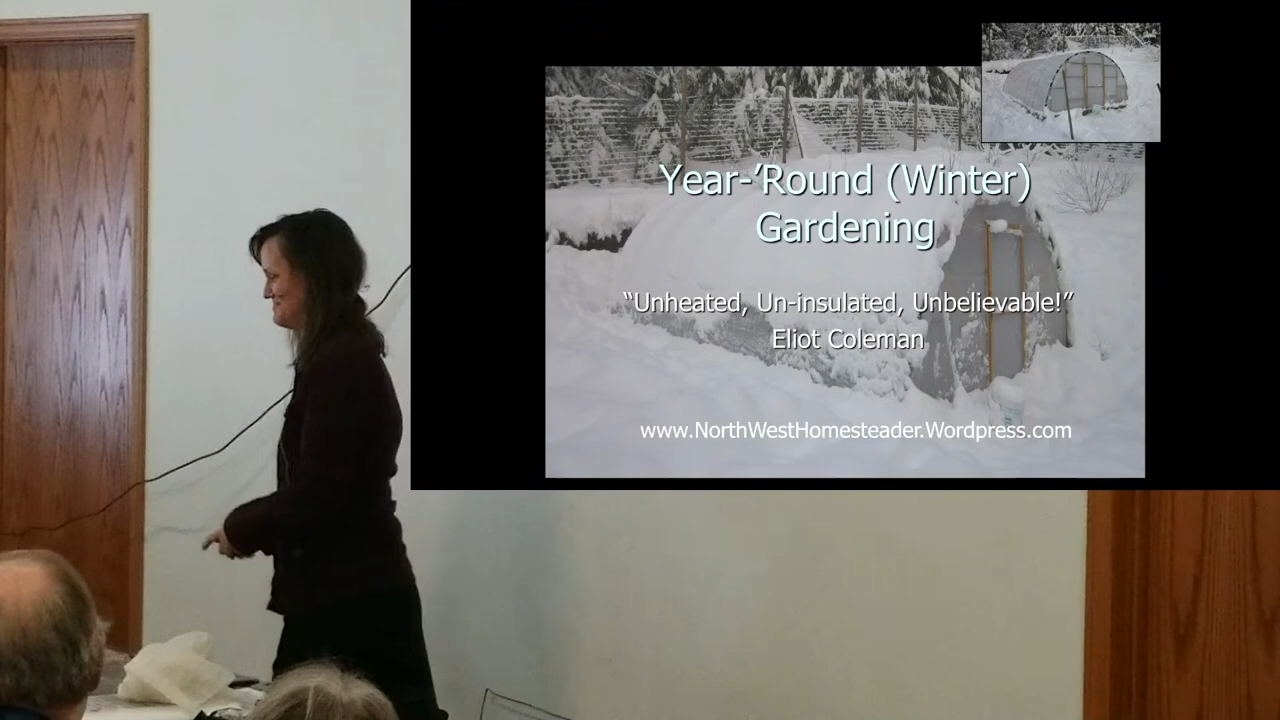 Year-’Round (Winter)
Gardening
“Unheated, Un-insulated, Unbelievable!”
Eliot Coleman
www.NorthWestHomesteader.Wordpress.com